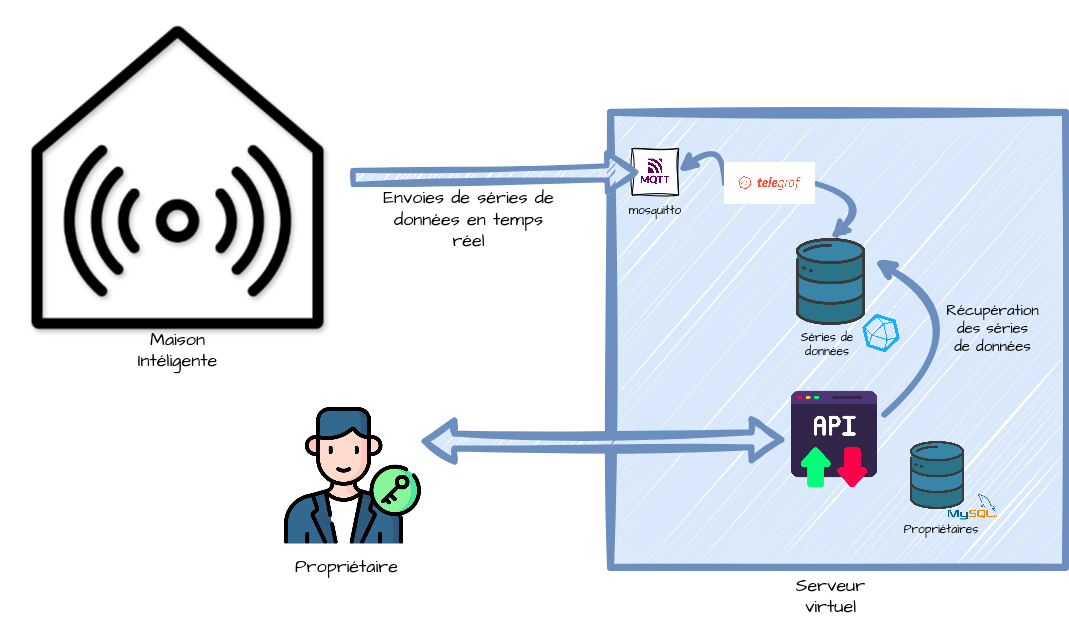 Maison
Intéligente
Envoies de séries de
données en temps
réel
MQTT
mosquitto
telegraf
Séries de
données
Récupération
des séries
de données
API
MySQL
Propriétaires
Propriétaire
Serveur
virtuel